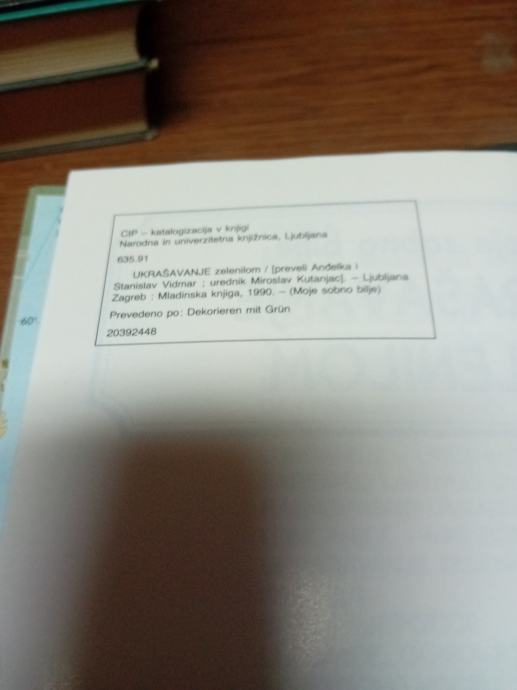 CIP – katalogizacija v knjigi
Narodna in univerzitetna knjižnica, Ljubljana
635.91
UKRAŠAVANJE zelenilom / [preveli Anđelka i
Stanislav Vidmar ; urednik Miroslav Kutanjac]. – Ljubljana
Zagreb : Mladinska knjiga, 1990. – (Moje sobno bilje)
Prevedeno po: Dekorieren mit Grün
20392448